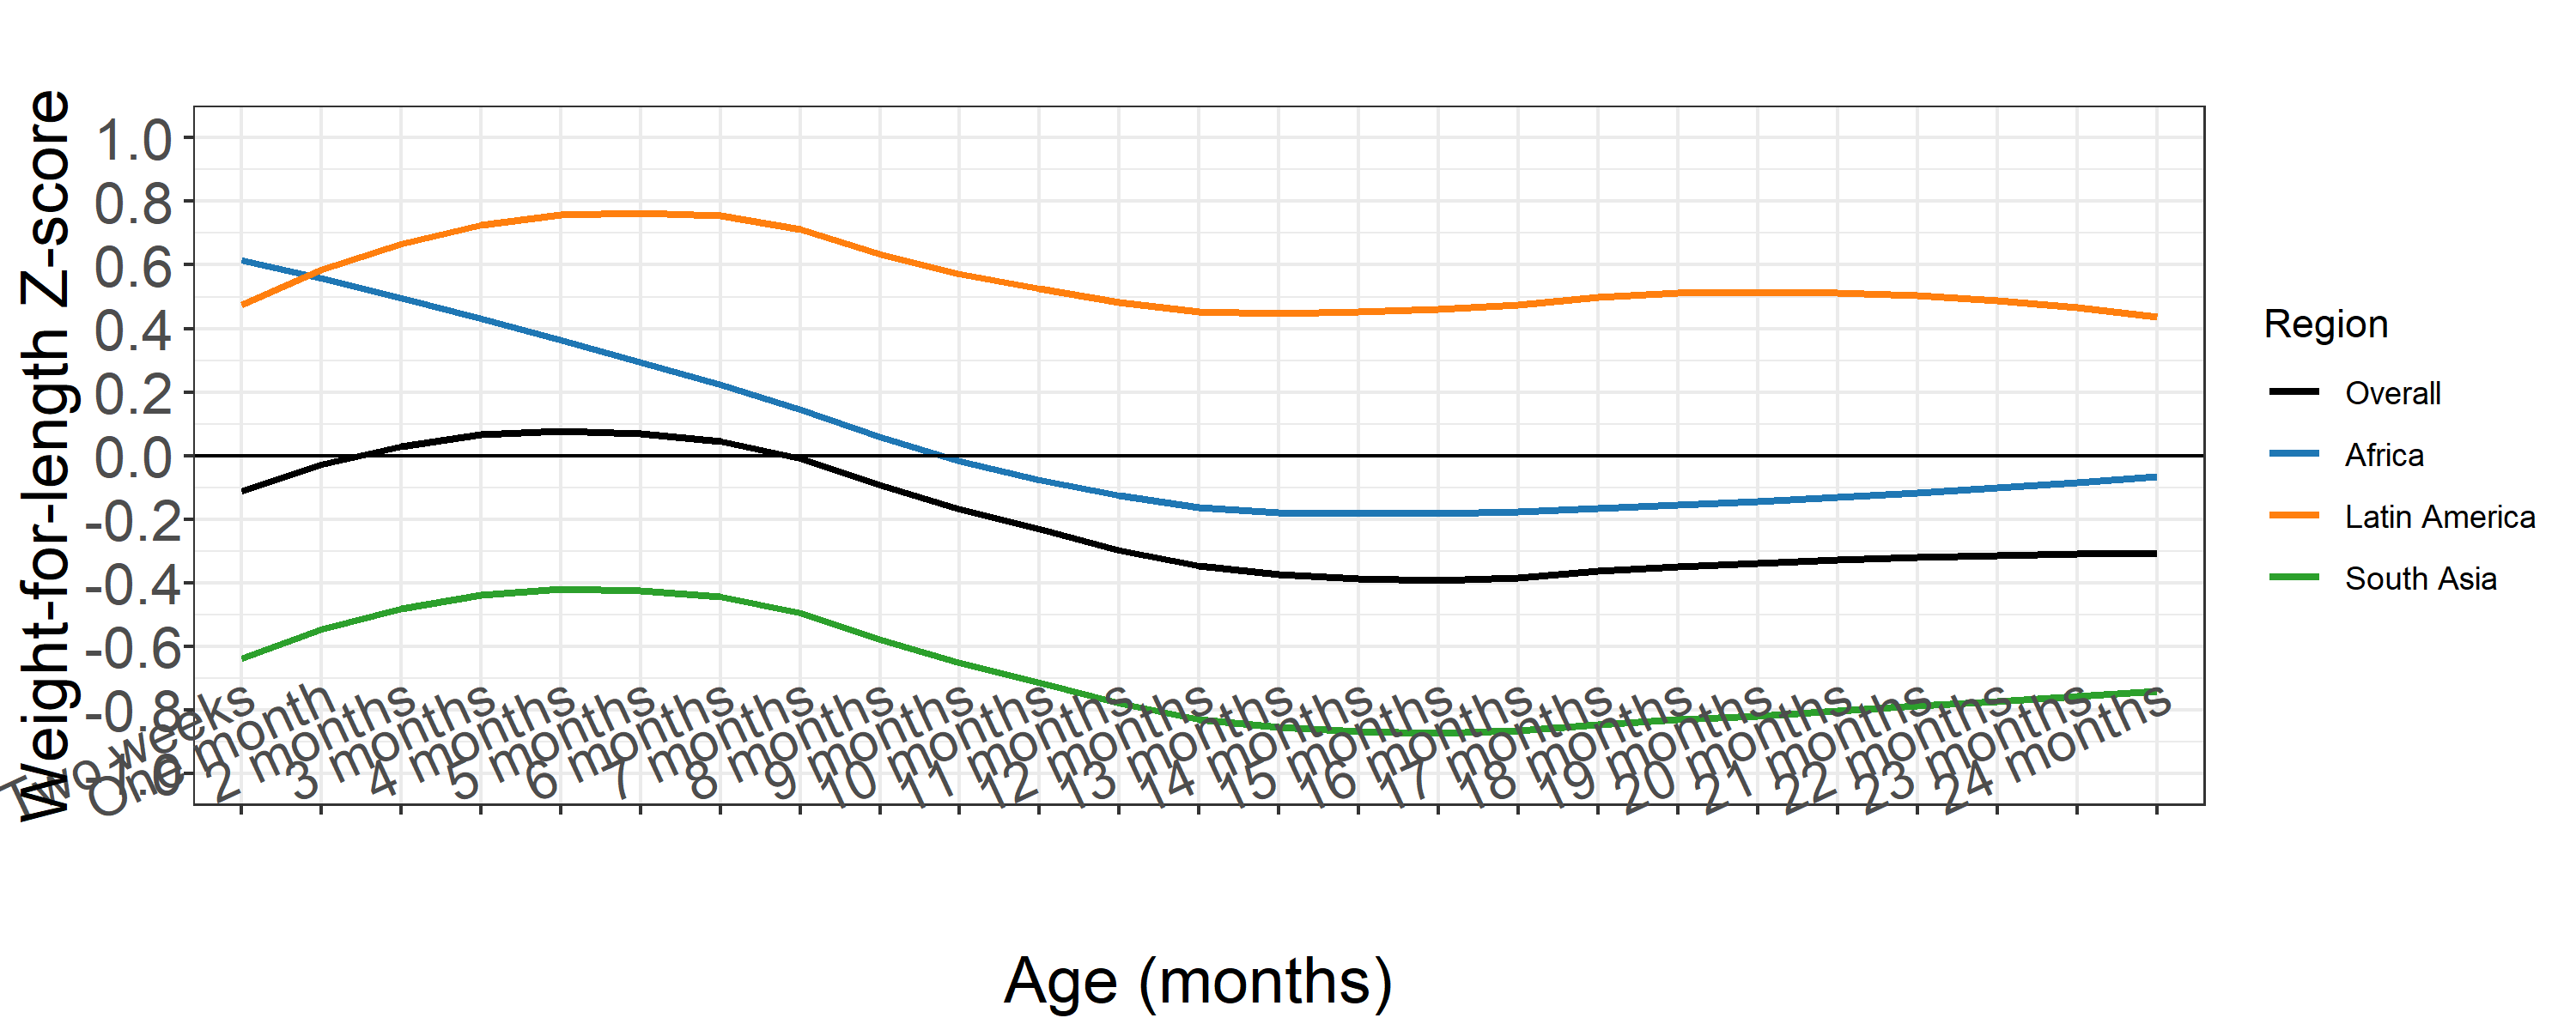 Weight-for-length Z-score
1.0
0.8
0.6
0.4
0.2
0.0
-0.2
-0.4
-0.6
-0.8
-1.0
Two weeks
One month
2 months
3 months
4 months
5 months
6 months
7 months
8 months
9 months
10 months
11 months
12 months
13 months
14 months
15 months
16 months
17 months
18 months
19 months
20 months
21 months
22 months
23 months
24 months
Age (months)
Region
Overall
Africa
Latin America
South Asia